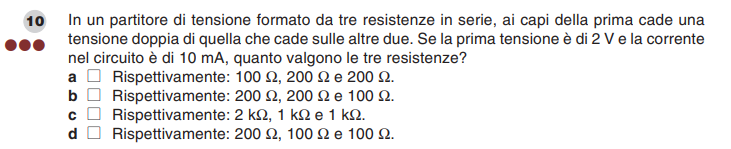 10 In un partitore di tensione formato da tre resistenze in serie, ai capi della prima cade una
tensione doppia di quella che cade sulle altre due. Se la prima tensione è di 2 V e la corrente
nel circuito è di 10 mA, quanto valgono le tre resistenze?
a □ Rispettivamente: 100 Ω, 200 Ω e 200 Ω.
b □ Rispettivamente: 200 Ω, 200 Ω e 100 Ω.
c □ Rispettivamente: 2 kΩ, 1 kΩ e 1 kΩ.
d □ Rispettivamente: 200 Ω, 100 Ω e 100 Ω.